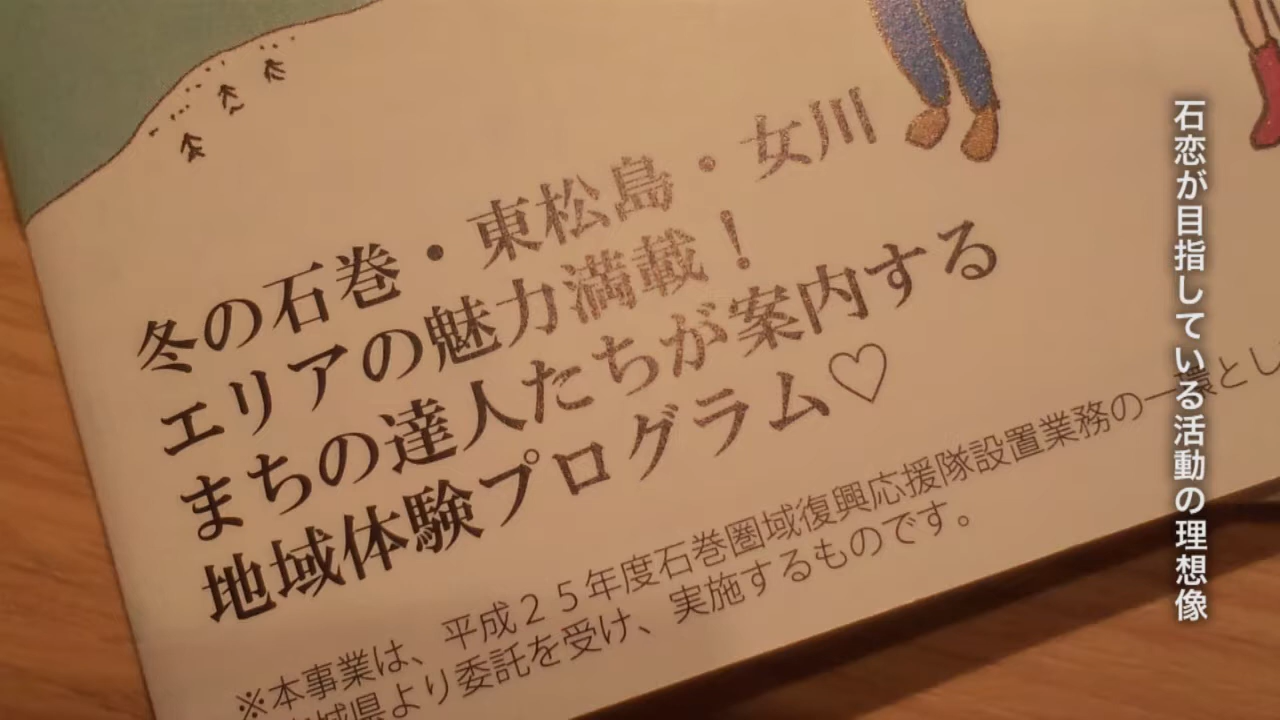 冬の石巻・東松島・女川
エリアの魅力満載！
まちの達人たちが案内する
地域体験プログラム♡
※本事業は、平成２５年度石巻圏域復興応援隊設置業務の一環とし
城県より委託を受け、実施するものです。
石恋が目指している活動の理想像